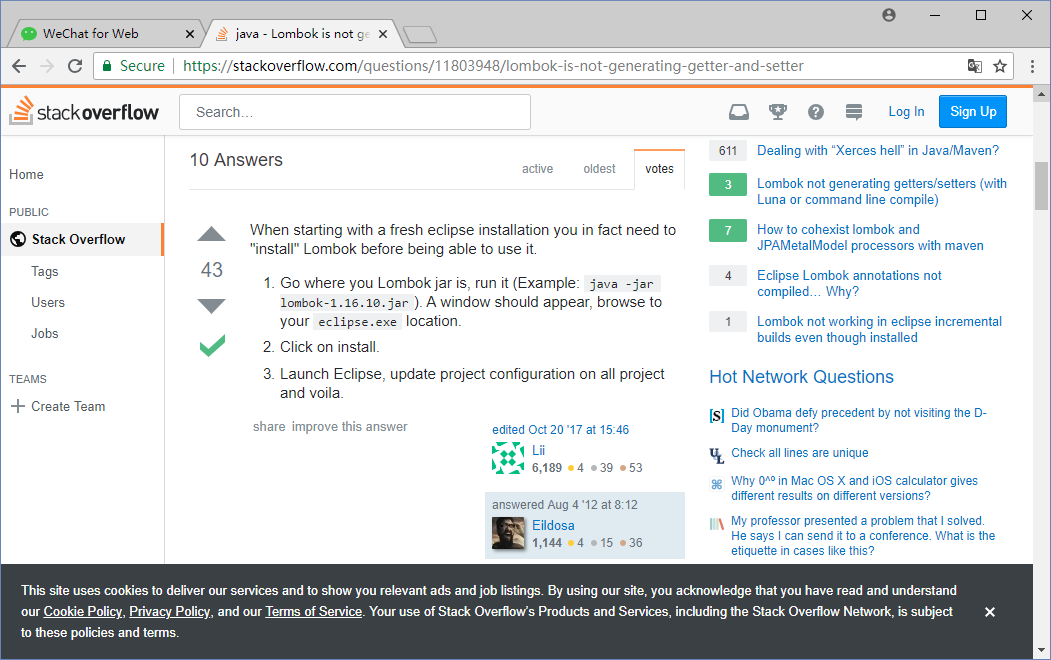 WeChat for Web
java - Lombok is not ge
Secure
https://stackoverflow.com/questions/11803948/lombok-is-not-generating-getter-and-setter
stackoverflow
Search...
Log In
Sign Up
Home
PUBLIC
Stack Overflow
Tags
Users
Jobs
TEAMS
Create Team
10 Answers
active
oldest
votes
43
When starting with a fresh eclipse installation you in fact need to
"install" Lombok before being able to use it.
1. Go where you Lombok jar is, run it (Example: java -jar
lombok-1.16.10.jar ). A window should appear, browse to
your eclipse.exe location.
2. Click on install.
3. Launch Eclipse, update project configuration on all project
and voila.
share improve this answer
edited Oct 20 '17 at 15:46
Lii
6,189 4 39 53
answered Aug 4 '12 at 8:12
Eildosa
1,144 4 15 36
611 Dealing with “Xerces hell” in Java/Maven?
3 Lombok not generating getters/setters (with
Luna or command line compile)
7 How to cohexist lombok and
JPAMetalModel processors with maven
4 Eclipse Lombok annotations not
compiled… Why?
1 Lombok not working in eclipse incremental
builds even though installed
Hot Network Questions
Did Obama defy precedent by not visiting the D-
Day monument?
Check all lines are unique
Why 0^º in Mac OS X and iOS calculator gives
different results on different versions?
My professor presented a problem that I solved.
He says I can send it to a conference. What is the
etiquette in cases like this?
This site uses cookies to deliver our services and to show you relevant ads and job listings. By using our site, you acknowledge that you have read and understand
our Cookie Policy, Privacy Policy, and our Terms of Service. Your use of Stack Overflow’s Products and Services, including the Stack Overflow Network, is subject
to these policies and terms.